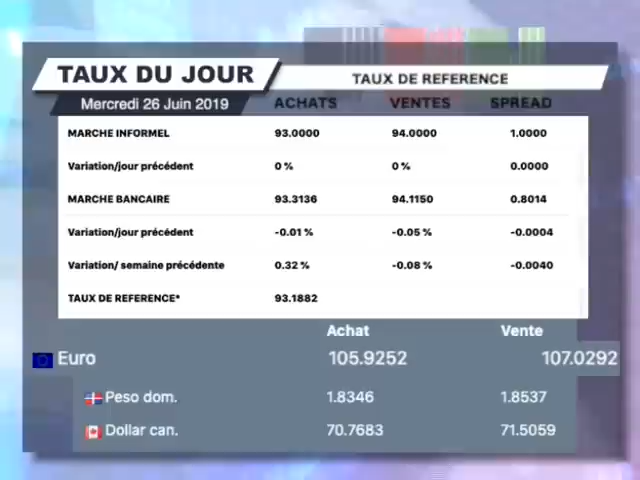 TAUX DU JOUR
TAUX DE REFERENCE
Mercredi 26 Juin 2019 ACHATS VENTES SPREAD
MARCHE INFORMEL 93.0000 94.0000 1.0000
Variation/jour précédent 0 % 0 % 0.0000
MARCHE BANCAIRE 93.3136 94.1150 0.8014
Variation/jour précédent -0.01 % -0.05 % -0.0004
Variation/ semaine précédente 0.32 % -0.08 % -0.0040
TAUX DE REFERENCE* 93.1882
Achat Vente
Euro 105.9252 107.0292
Peso dom. 1.8346 1.8537
Dollar can. 70.7683 71.5059